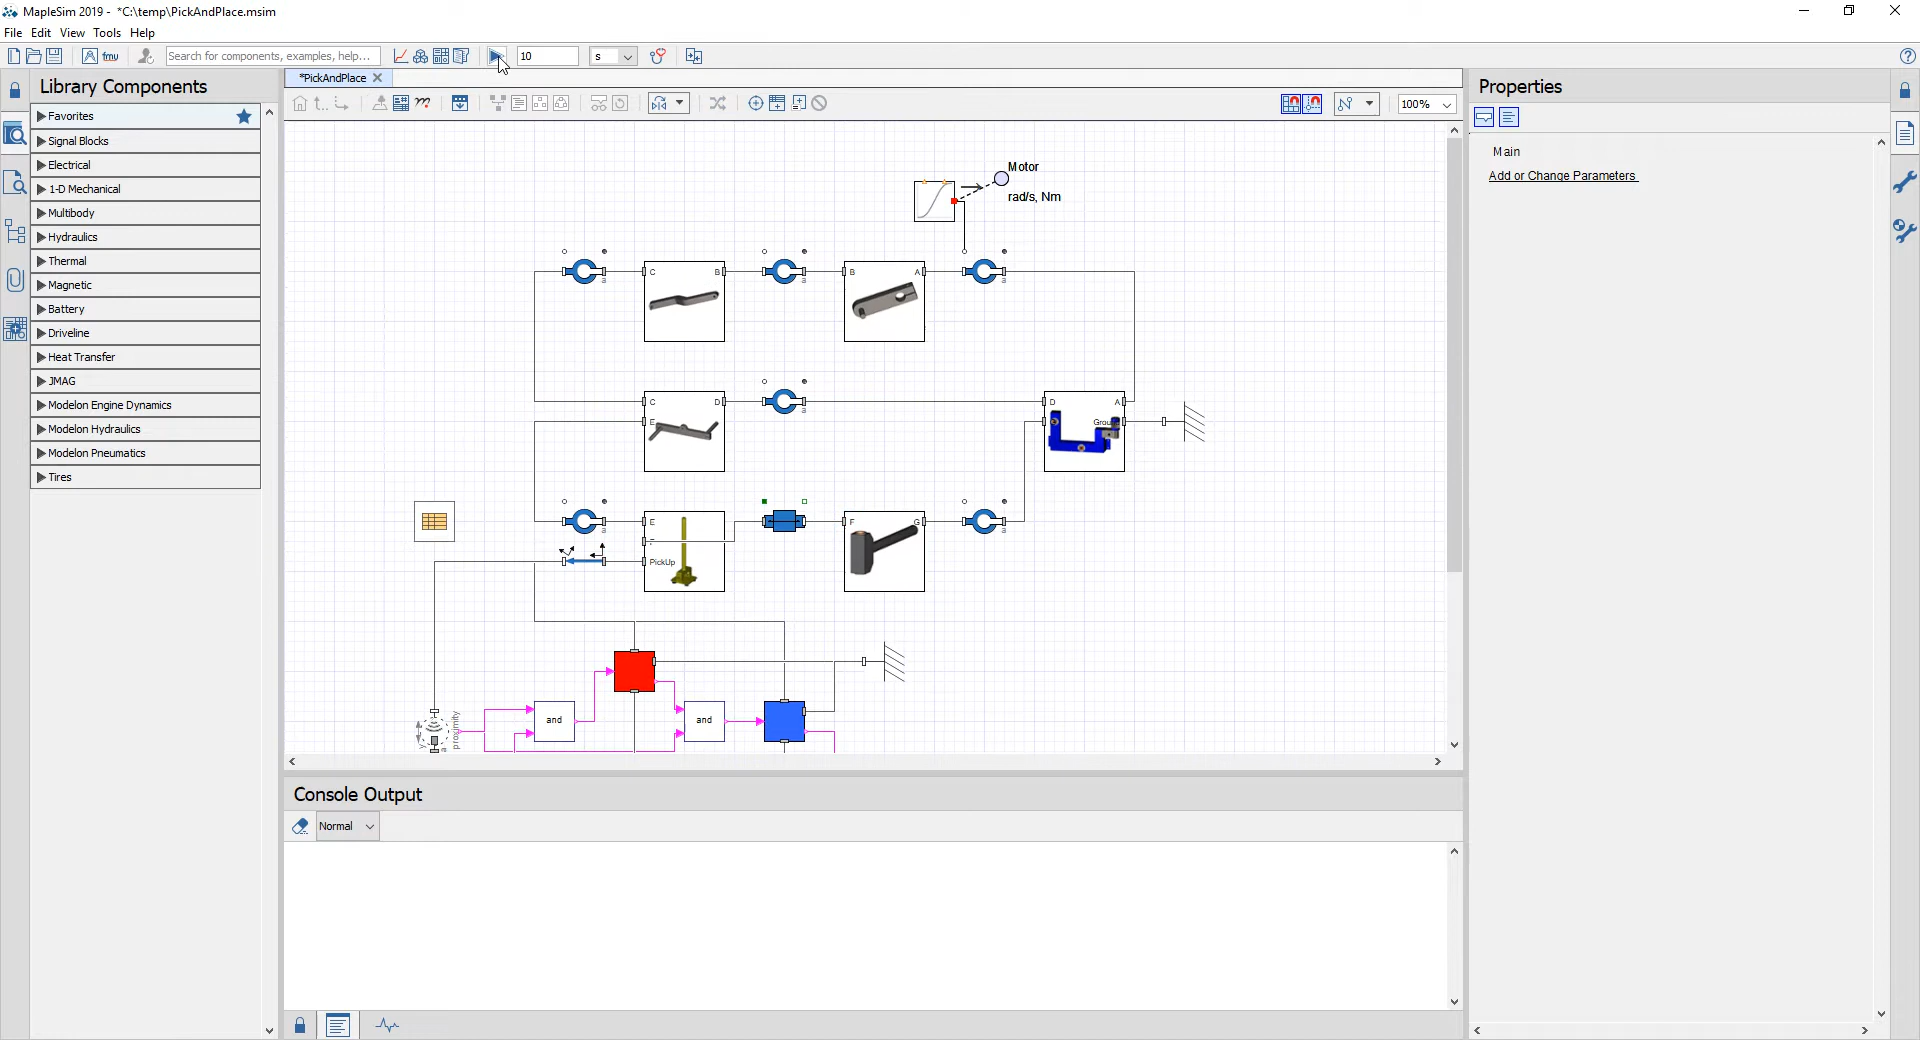 MapleSim 2019 - *C:\temp\PickAndPlace.msim
File Edit View Tools Help
fmu Search for components, examples, help... 10 s
Library Components
*PickAndPlace
Properties
Favorites
100%
Signal Blocks
Electrical
1-D Mechanical
Multibody
Hydraulics
Thermal
Magnetic
Battery
Driveline
Heat Transfer
JMAG
Modelon Engine Dynamics
Modelon Hydraulics
Modelon Pneumatics
Tires
Main
Add or Change Parameters
Motor
rad/s, Nm
C B
B A
a
a
a
C D
E
a
D A
E
PickUp
a
F G
a
and
and
proximity
Console Output
Normal